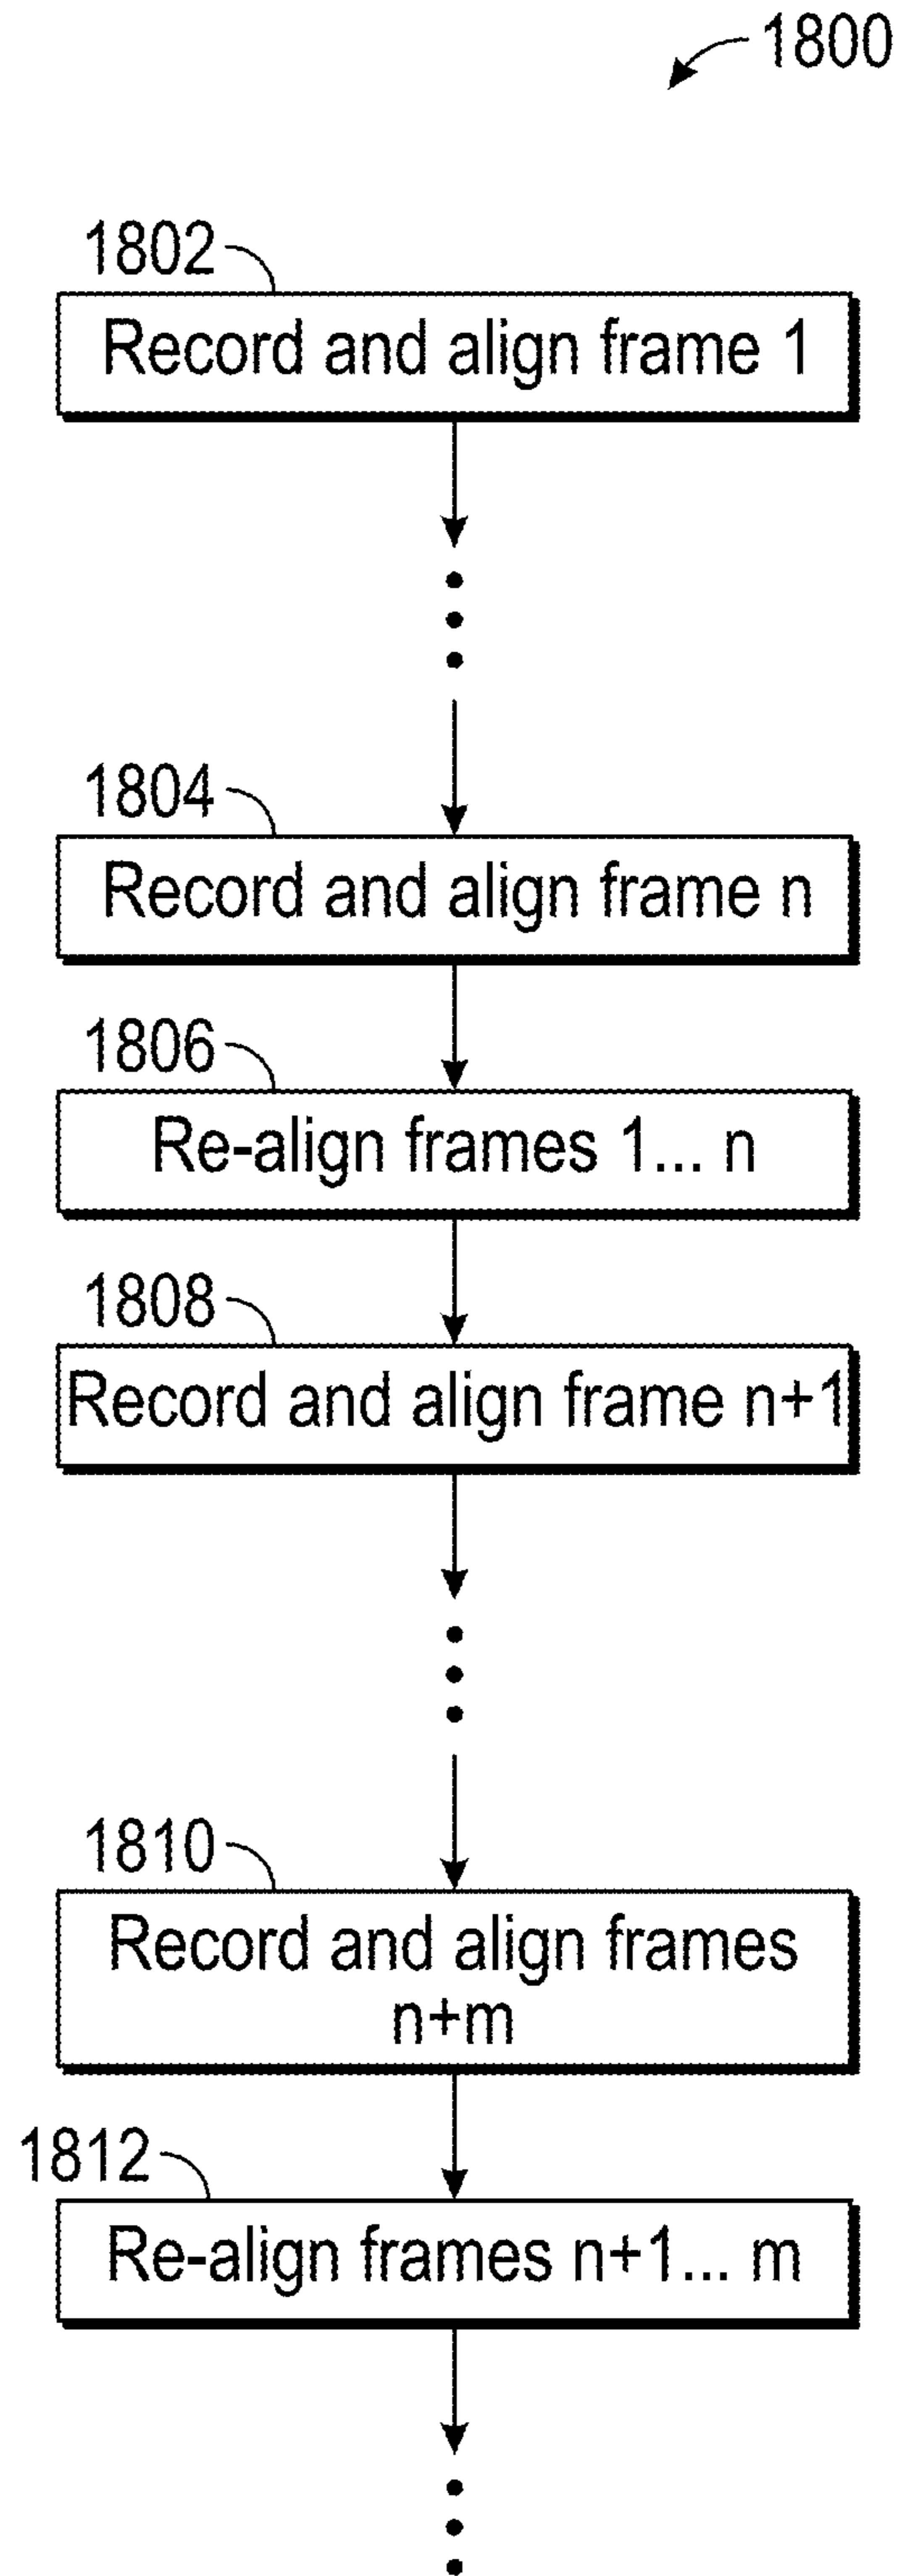 1800
1802
Record and align frame 1
1804
Record and align frame n
1806
Re-align frames 1... n
1808
Record and align frame n+1
1810
Record and align frames
n+m
1812
Re-align frames n+1... m